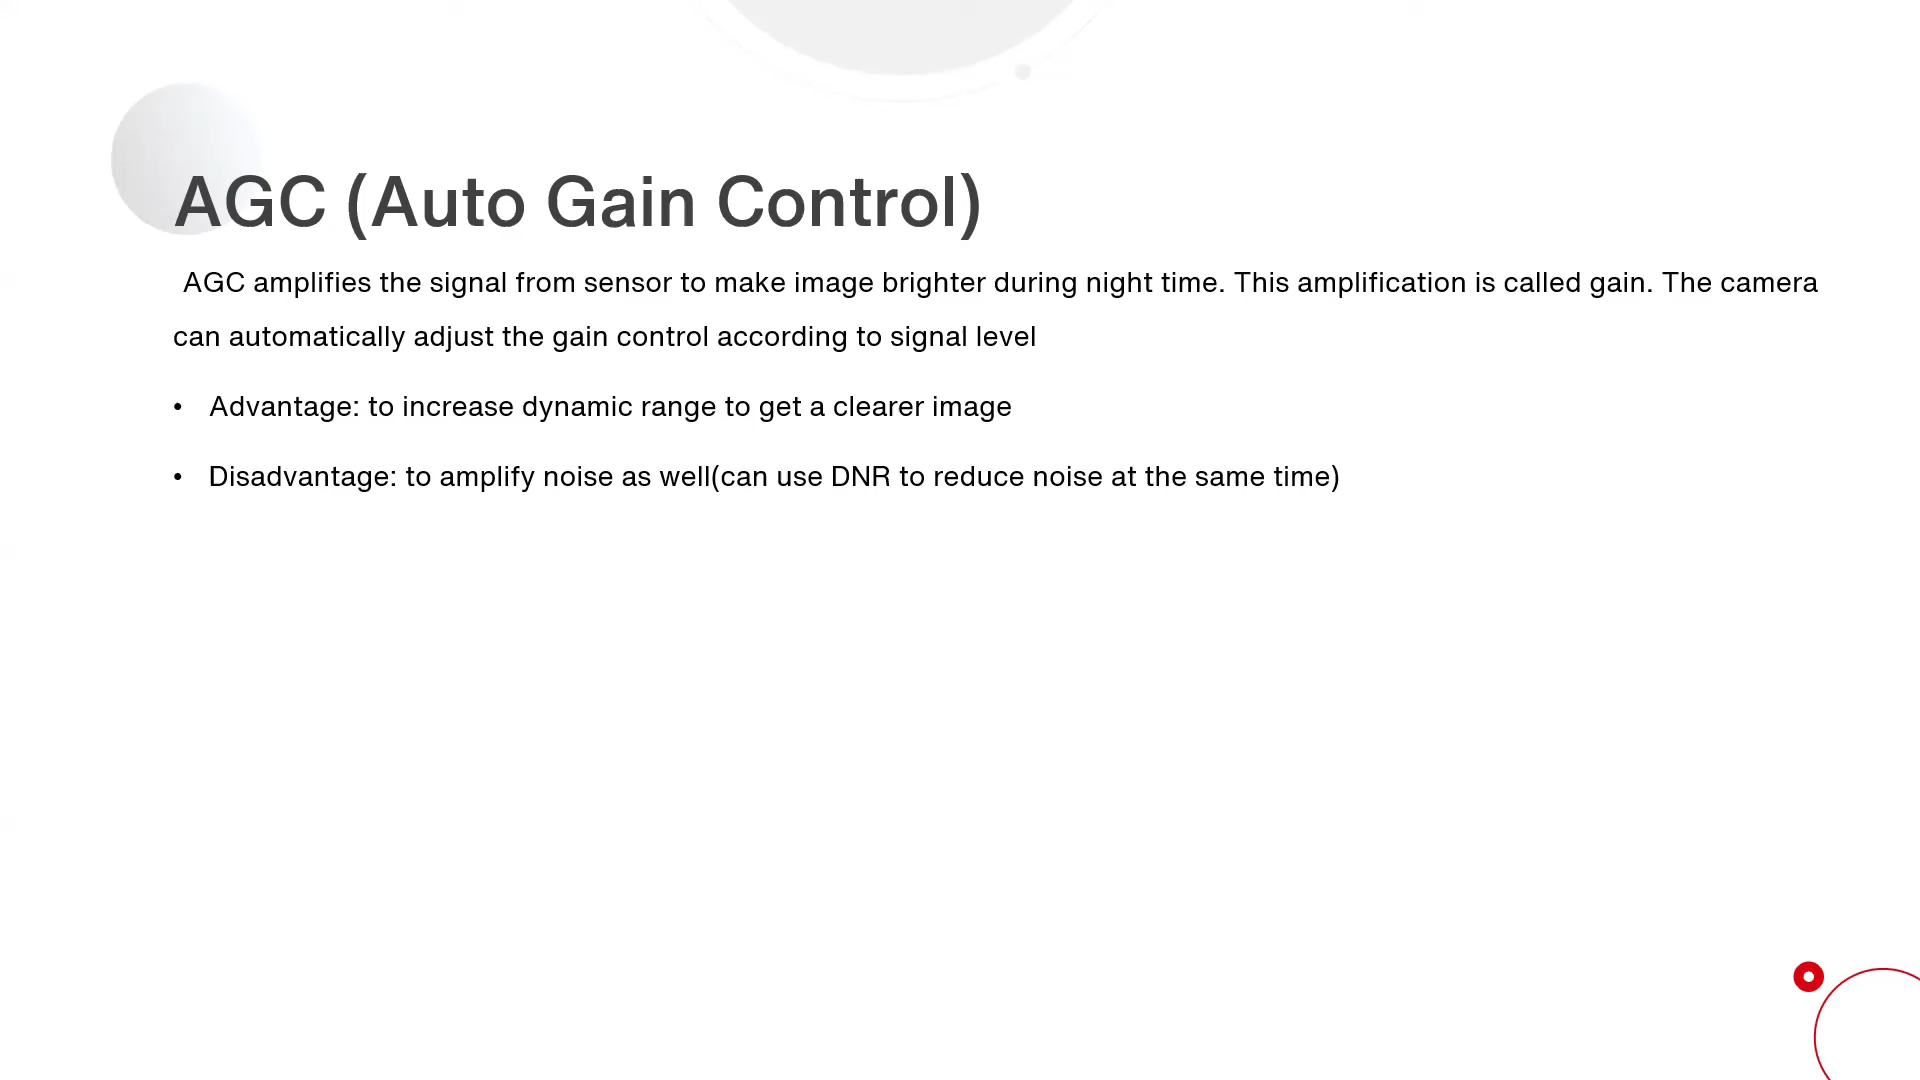 AGC (Auto Gain Control)
AGC amplifies the signal from sensor to make image brighter during night time. This amplification is called gain. The camera
can automatically adjust the gain control according to signal level
• Advantage: to increase dynamic range to get a clearer image
• Disadvantage: to amplify noise as well(can use DNR to reduce noise at the same time)